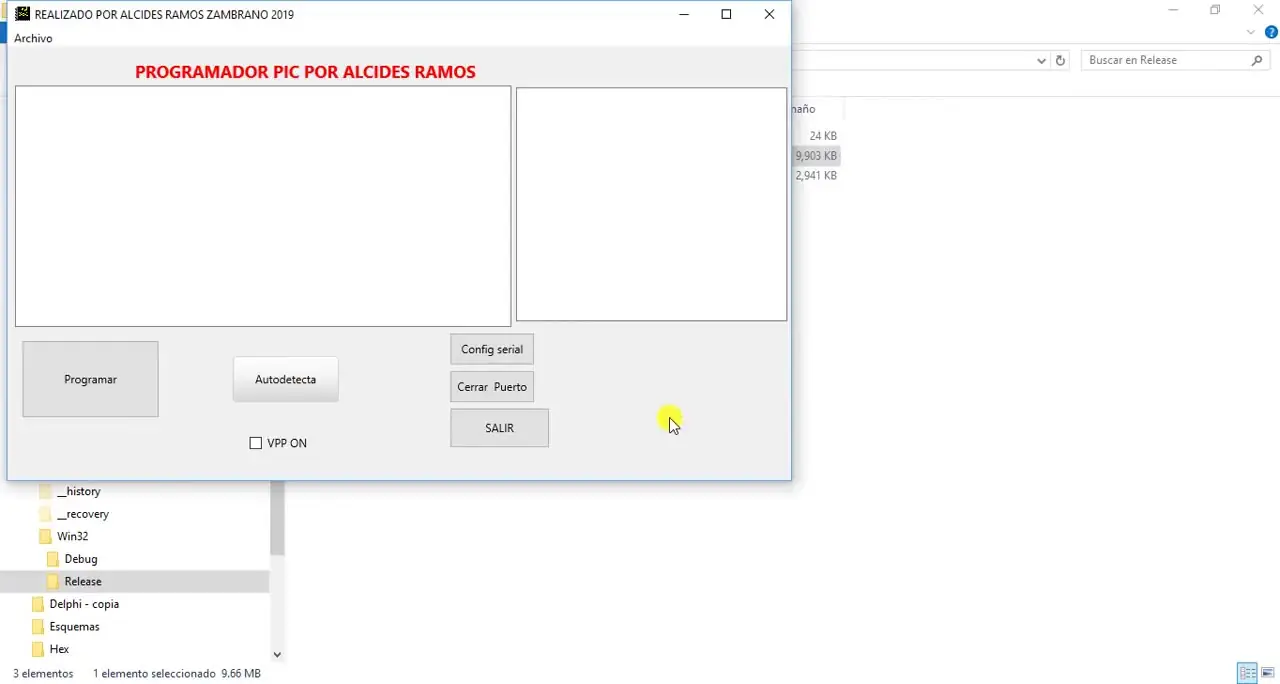 REALIZADO POR ALCIDES RAMOS ZAMBRANO 2019
Archivo
PROGRAMADOR PIC POR ALCIDES RAMOS
Buscar en Release
maño
24 KB
9,903 KB
2,941 KB
Programar
Autodetecta
Config serial
Cerrar Puerto
SALIR
VPP ON
__history
__recovery
Win32
Debug
Release
Delphi - copia
Esquemas
Hex
3 elementos 1 elemento seleccionado 9.66 MB